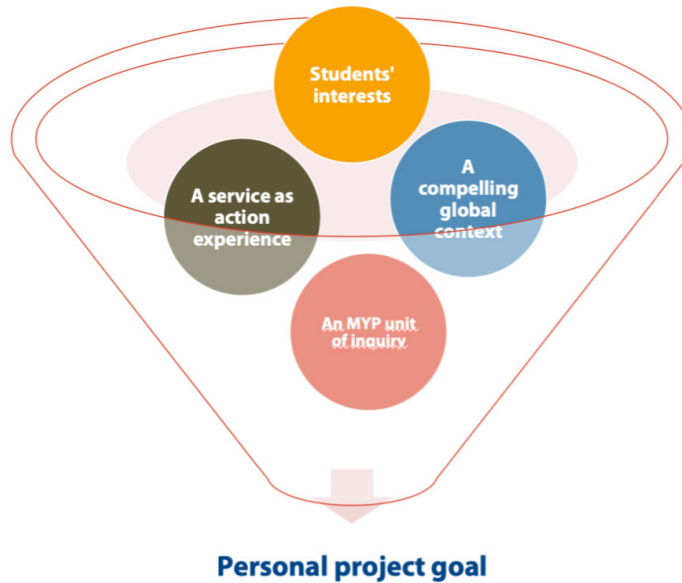 Students'
interests
A service as
action
experience
A
compelling
global
context
An MYP unit
of inquiry
Personal project goal